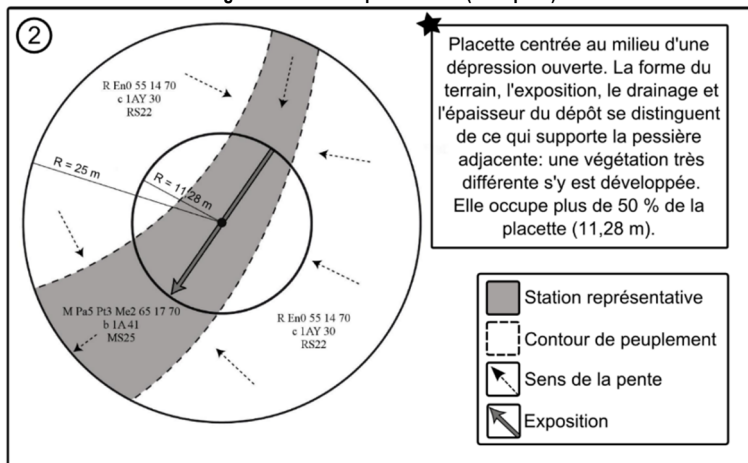 2
R En0 55 14 70
c 1AY 30
RS22
R = 25 m
R = 11,28 m
M Pa5 Pt3 Me2 65 17 70
b 1A 41
MS25
R En0 55 14 70
c 1AY 30
RS22
Placette centrée au milieu d'une
dépression ouverte. La forme du
terrain, l'exposition, le drainage et
l'épaisseur du dépôt se distinguent
de ce qui supporte la pessière
adjacente: une végétation très
différente s'y est développée.
Elle occupe plus de 50 % de la
placette (11,28 m).
Station représentative
Contour de peuplement
Sens de la pente
Exposition